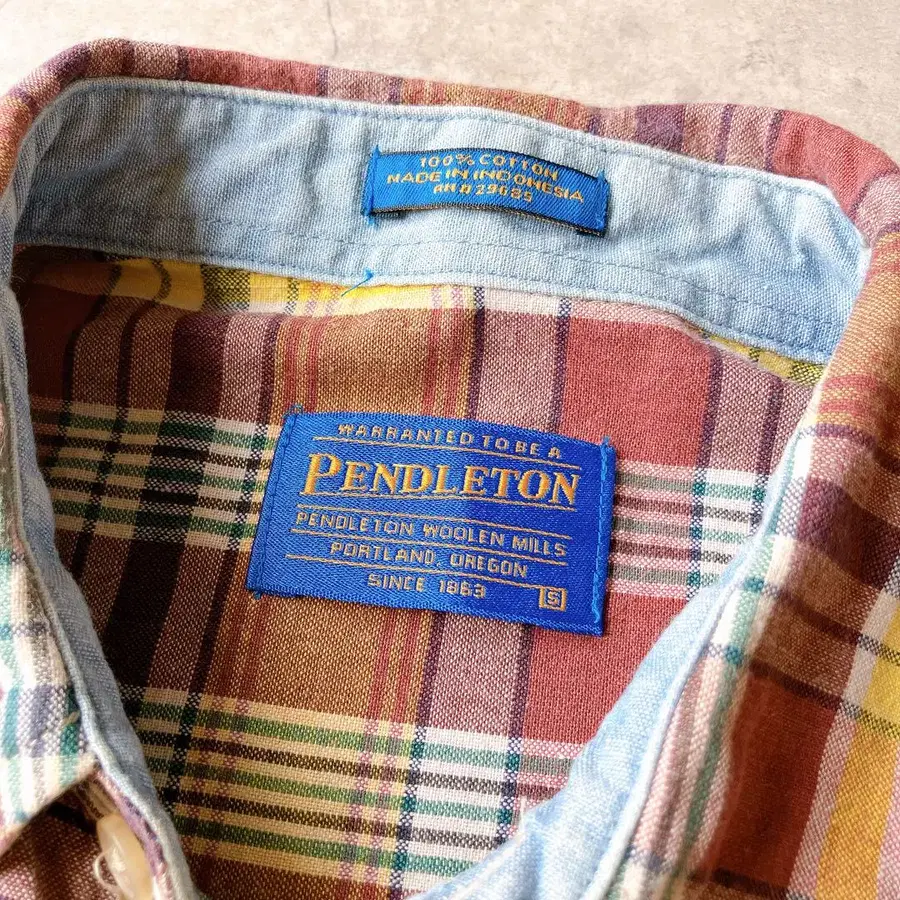 100% COTTON
MADE IN INDONESIA
RN # 29685
WARRANTED TO BE A
PENDLETON
PENDLETON WOOLEN MILLS
PORTLAND, OREGON
SINCE 1863
S